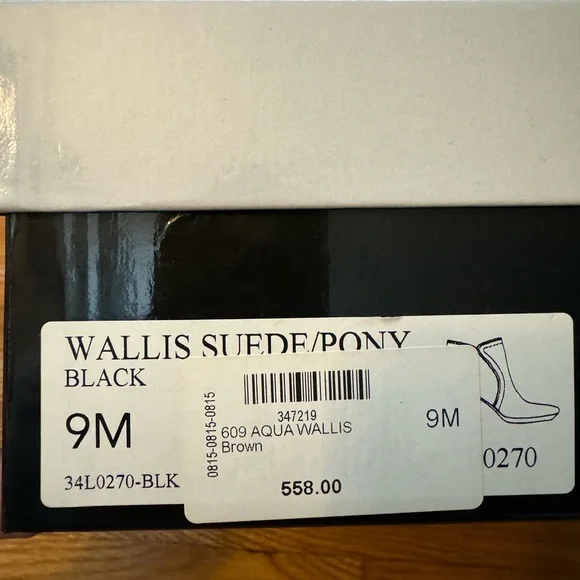 WALLIS SUEDE/PONY
BLACK
9M
34L0270-BLK
0270
0815-0815-0815
347219
609 AQUA WALLIS
Brown
9M
558.00